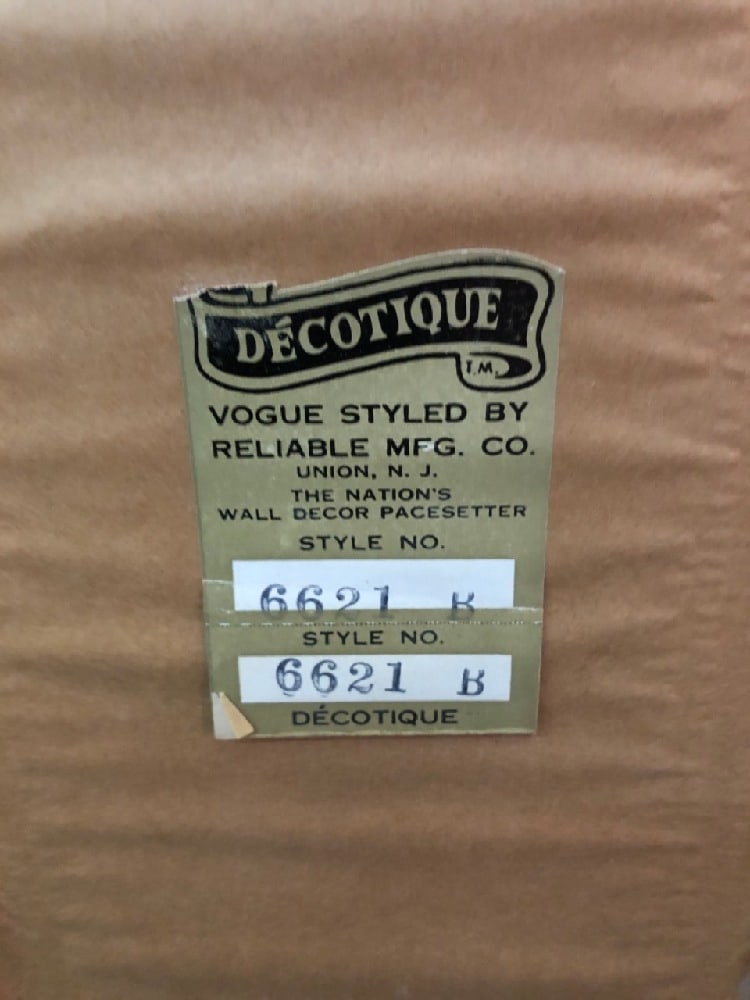 DÉCOTIQUE
T.M.
VOGUE STYLED BY
RELIABLE MFG. CO.
UNION, N. J.
THE NATION'S
WALL DECOR PACESETTER
STYLE NO.
6621 R
STYLE NO.
6621 R
DÉCOTIQUE